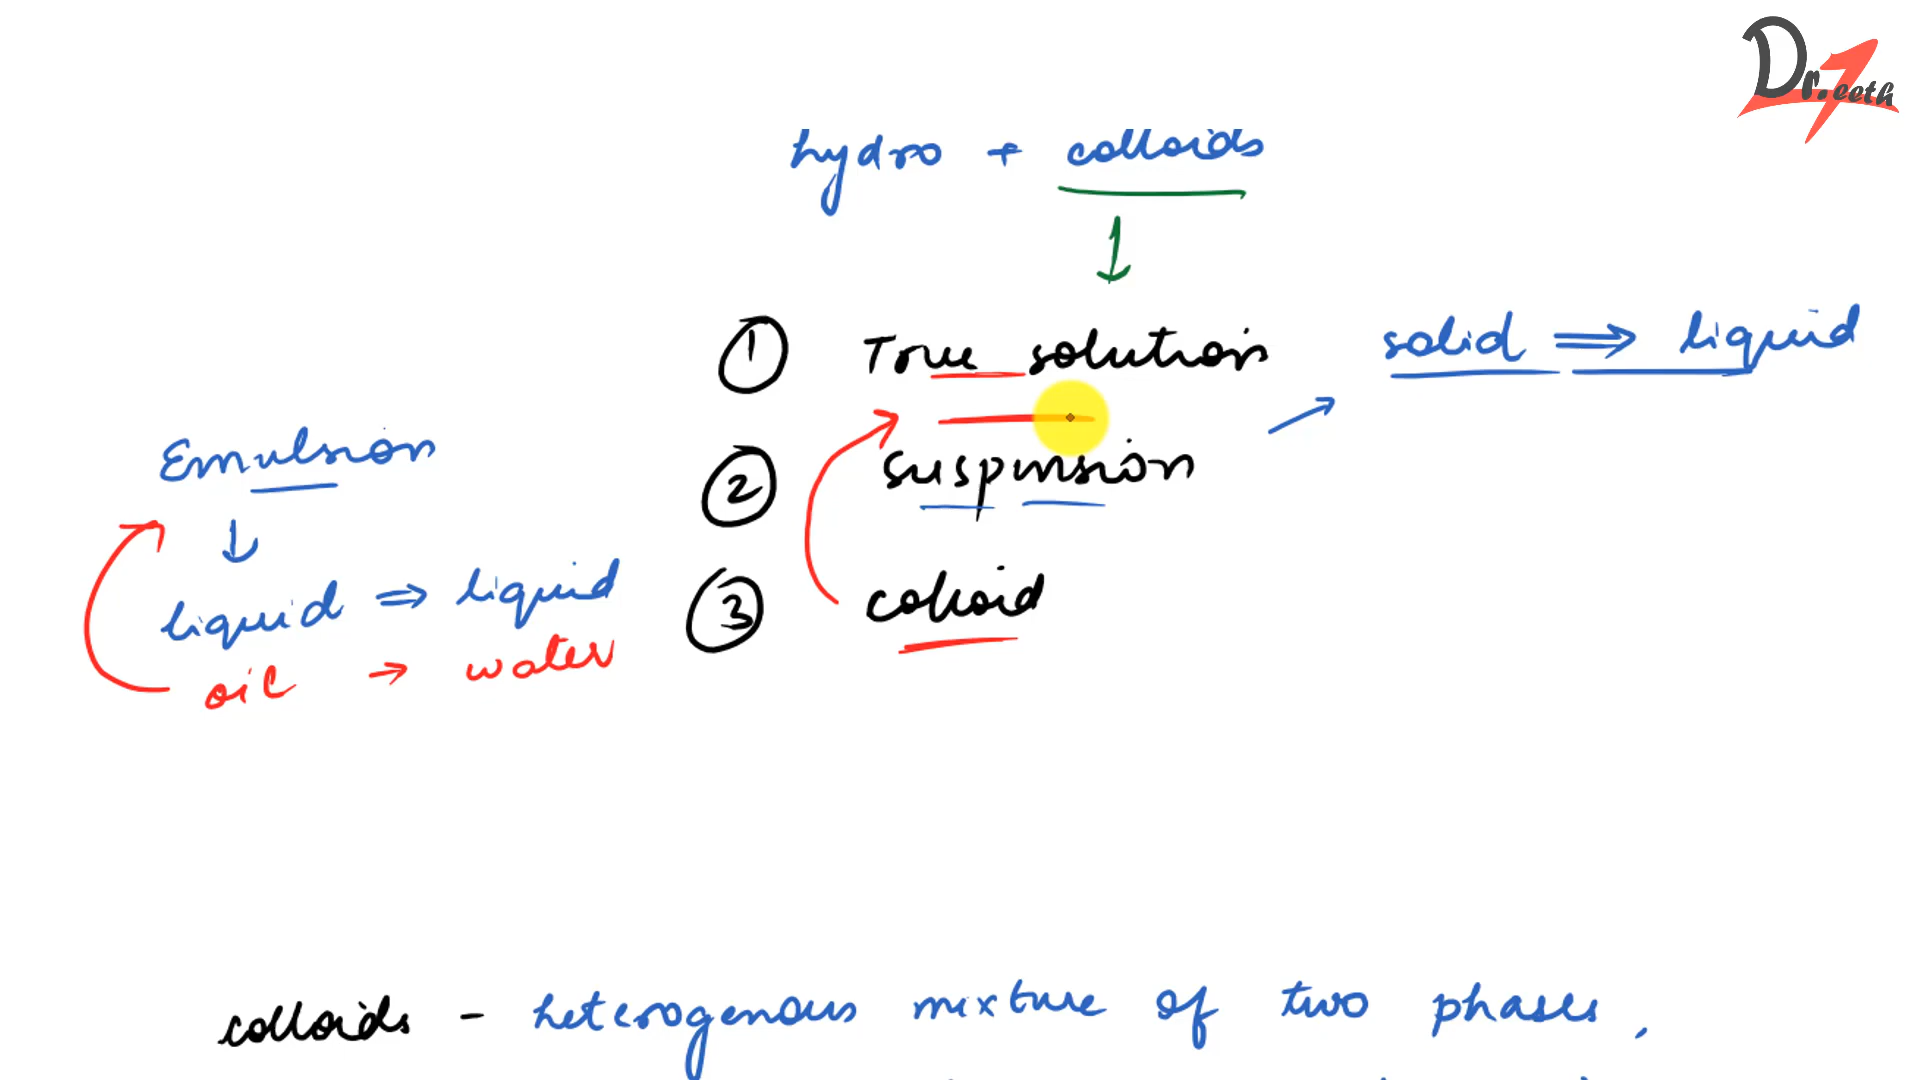 Dr.eeth
hydro + colloids
① True solution
solid ⇒ liquid
② suspension
Emulsion
liquid ⇒ liquid
③ colloid
oil → water
colloids - heterogenous mixture of two phases,